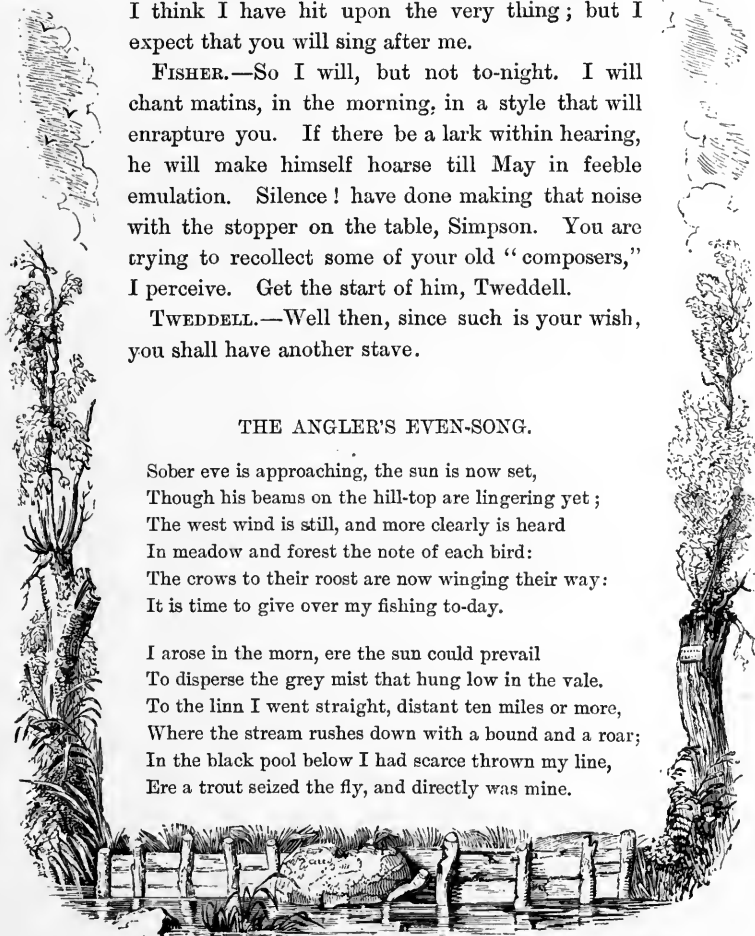 I think I have hit upon the very thing; but I
expect that you will sing after me.
FISHER.—So I will, but not to-night. I will
chant matins, in the morning, in a style that will
enrapture you. If there be a lark within hearing,
he will make himself hoarse till May in feeble
emulation. Silence! have done making that noise
with the stopper on the table, Simpson. You are
trying to recollect some of your old “composers,”
I perceive. Get the start of him, Tweddell.
TWEDDELL.—Well then, since such is your wish,
you shall have another stave.
THE ANGLER'S EVEN-SONG.
Sober eve is approaching, the sun is now set,
Though his beams on the hill-top are lingering yet;
The west wind is still, and more clearly is heard
In meadow and forest the note of each bird:
The crows to their roost are now winging their way:
It is time to give over my fishing to-day.
I arose in the morn, ere the sun could prevail
To disperse the grey mist that hung low in the vale.
To the linn I went straight, distant ten miles or more,
Where the stream rushes down with a bound and a roar;
In the black pool below I had scarce thrown my line,
Ere a trout seized the fly, and directly was mine.